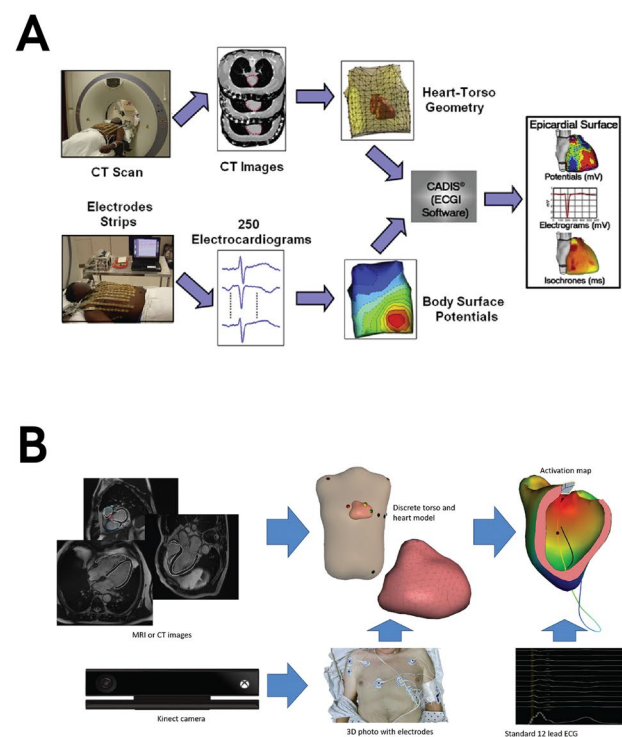 A
CT Scan
CT Images
Heart-Torso
Geometry
Electrodes
Strips
250
Electrocardiograms
Body Surface
Potentials
CADIS®
(ECGI
Software)
Epicardial Surface
Potentials (mV)
Electrograms (mV)
Isochrones (ms)
B
MRI or CT images
Discrete torso and
heart model
Activation map
Kinect camera
3D photo with electrodes
Standard 12 lead ECG